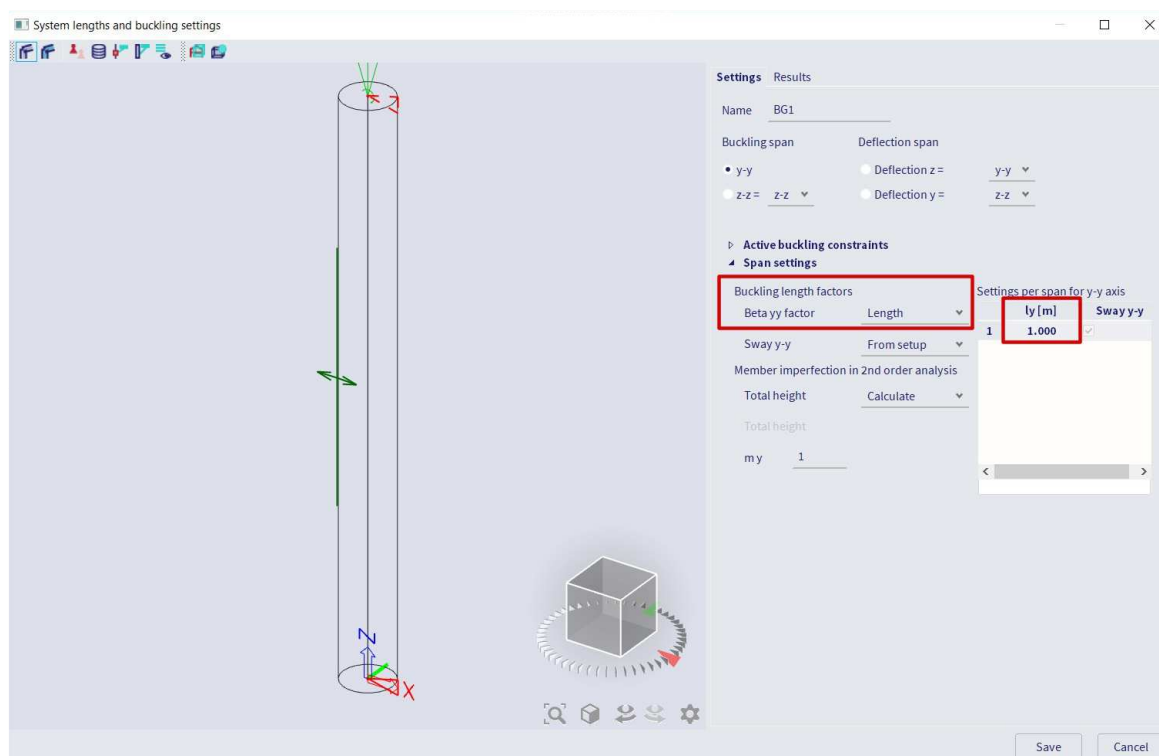 System lengths and buckling settings
Settings Results
Name BG1
Buckling span Deflection span
y-y Deflection z = y-y
z-z = z-z Deflection y = z-z
Active buckling constraints
Span settings
Buckling length factors Settings per span for y-y axis
Beta yy factor Length ly [m] Sway y-y
1 1.000
Sway y-y From setup
Member imperfection in 2nd order analysis
Total height Calculate
Total height
m y 1
Y
Z
X
Save Cancel